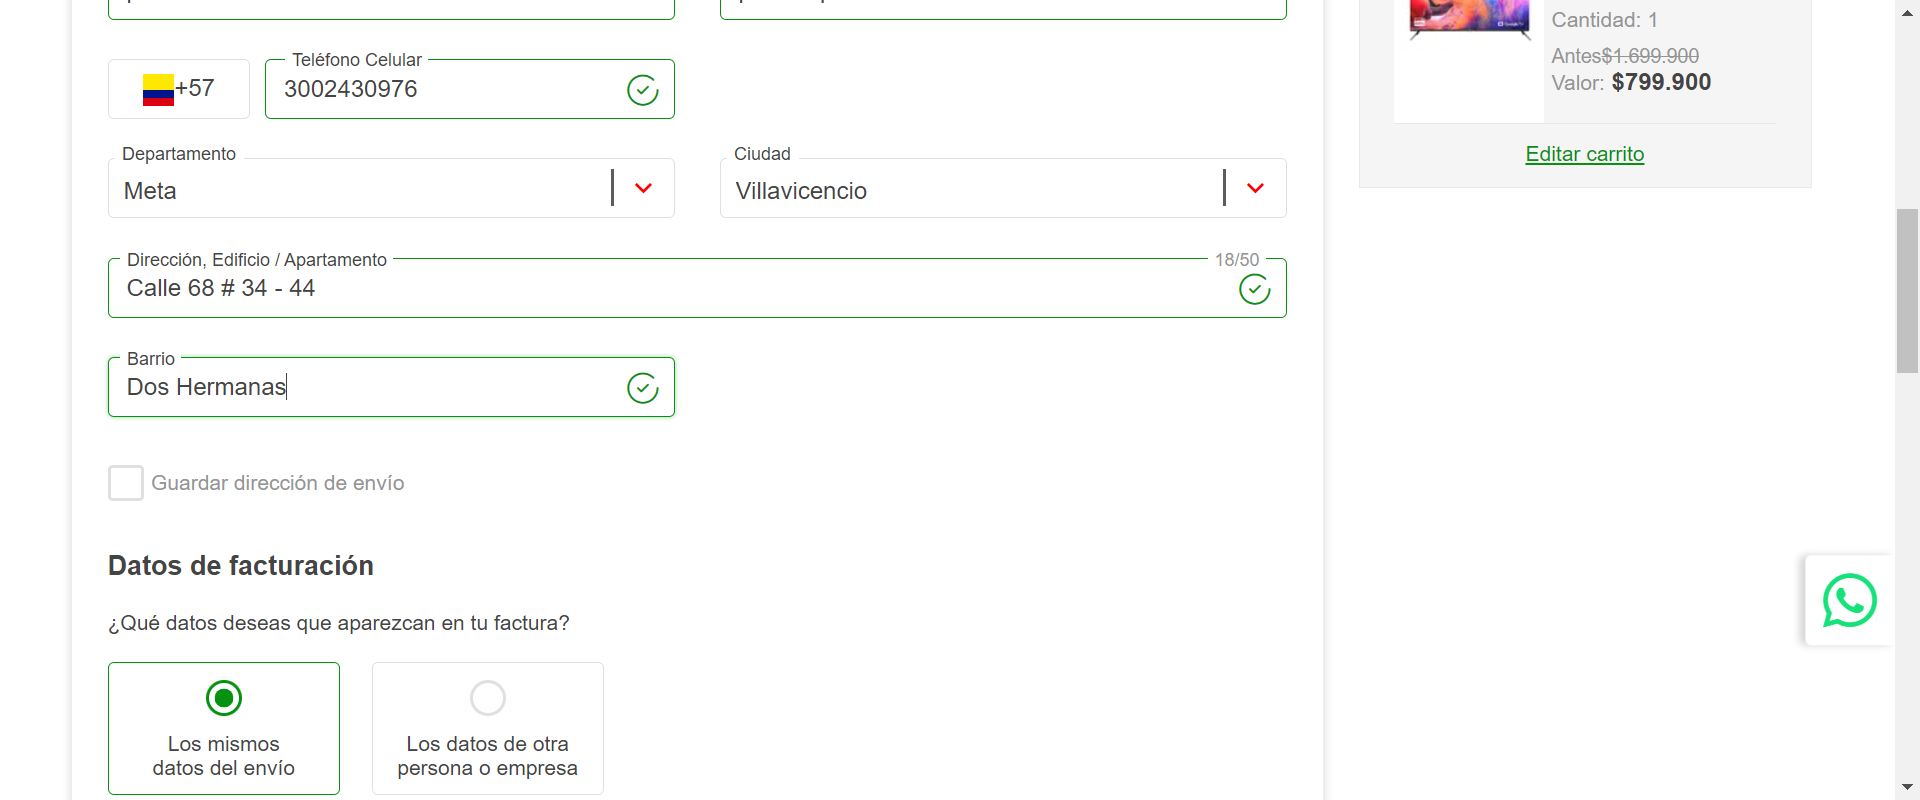 Teléfono Celular
+57
3002430976
Departamento
Meta
Ciudad
Villavicencio
Dirección, Edificio / Apartamento
18/50
Calle 68 # 34 - 44
Barrio
Dos Hermanas
Guardar dirección de envío
Datos de facturación
¿Qué datos deseas que aparezcan en tu factura?
Los mismos
datos del envío
Los datos de otra
persona o empresa
Cantidad: 1
Antes$1.699.900
Valor: $799.900
Editar carrito